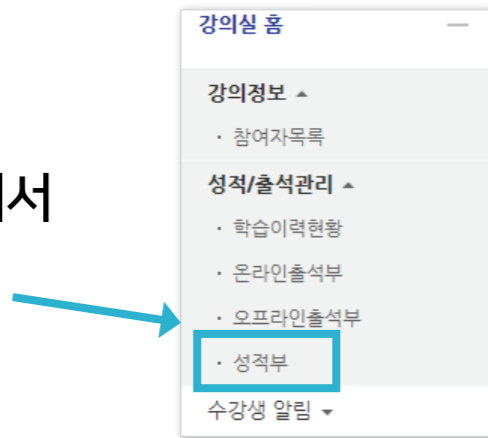 강의실 홈
강의정보 ▲
· 참여자목록
서
성적/출석관리 ▲
· 학습이력현황
· 온라인출석부
· 오프라인출석부
· 성적부
수강생 알림 ▼